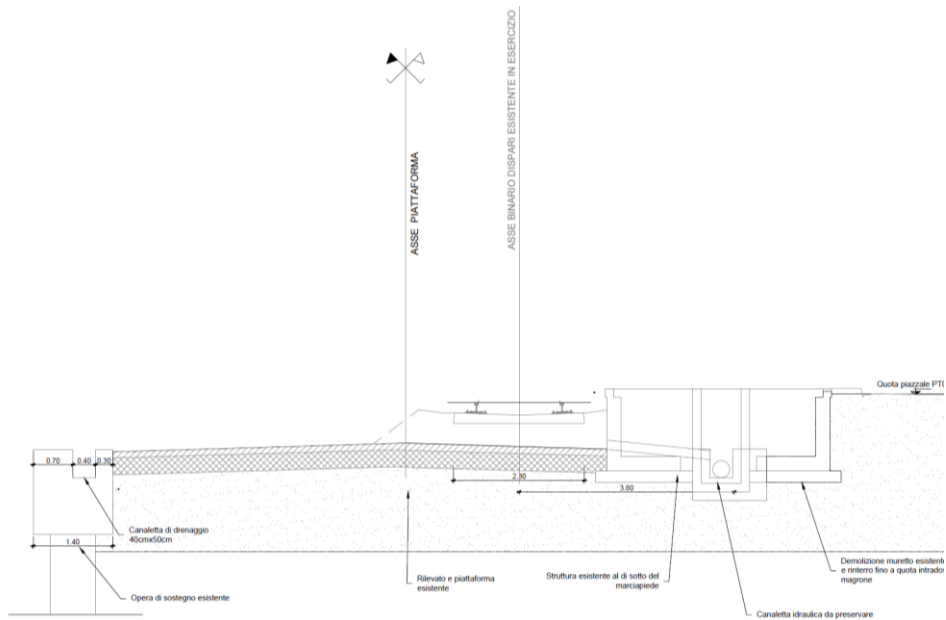 ASSE PIATTAFORMA
ASSE BINARIO DISPARI ESISTENTE IN ESERCIZIO
Quota piazzale PTC
0.70
0.40
0.30
2.30
3.80
Canaletta di drenaggio
40cmx50cm
1.40
Opera di sostegno esistente
Rilevato e piattaforma
esistente
Struttura esistente al di sotto del
marciapiede
Demolizione muretto esistente
e rinterro fino a quota intrados
magrone
Canaletta idraulica da preservare